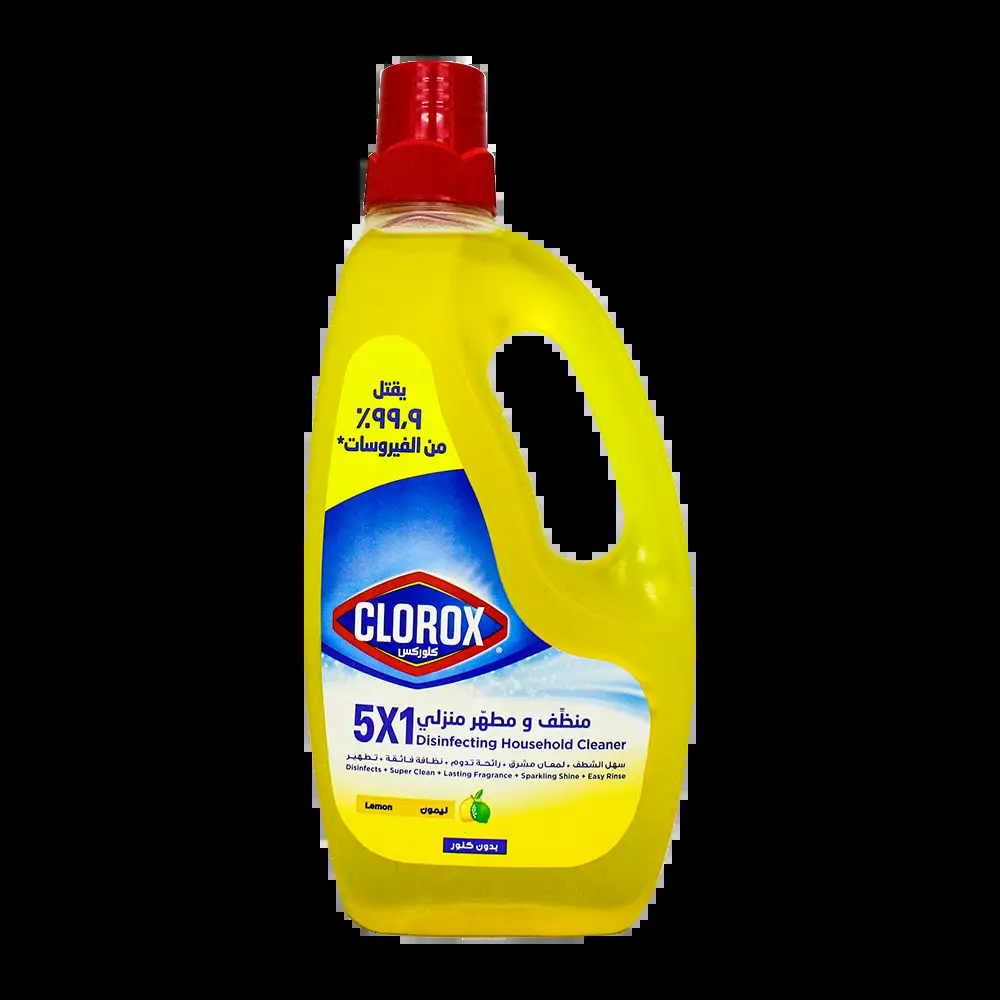 يقتل
٩٩,٩٪
من الفيروسات*
CLOROX
كلوركس
®
5X1
منظِّف و مطهّر منزلي
Disinfecting Household Cleaner
سهل الشطف + لمعان مشرق + رائحة تدوم + نظافة فائقة + تطهير
Disinfects + Super Clean + Lasting Fragrance + Sparkling Shine + Easy Rinse
Lemon ليمون
بدون كلور